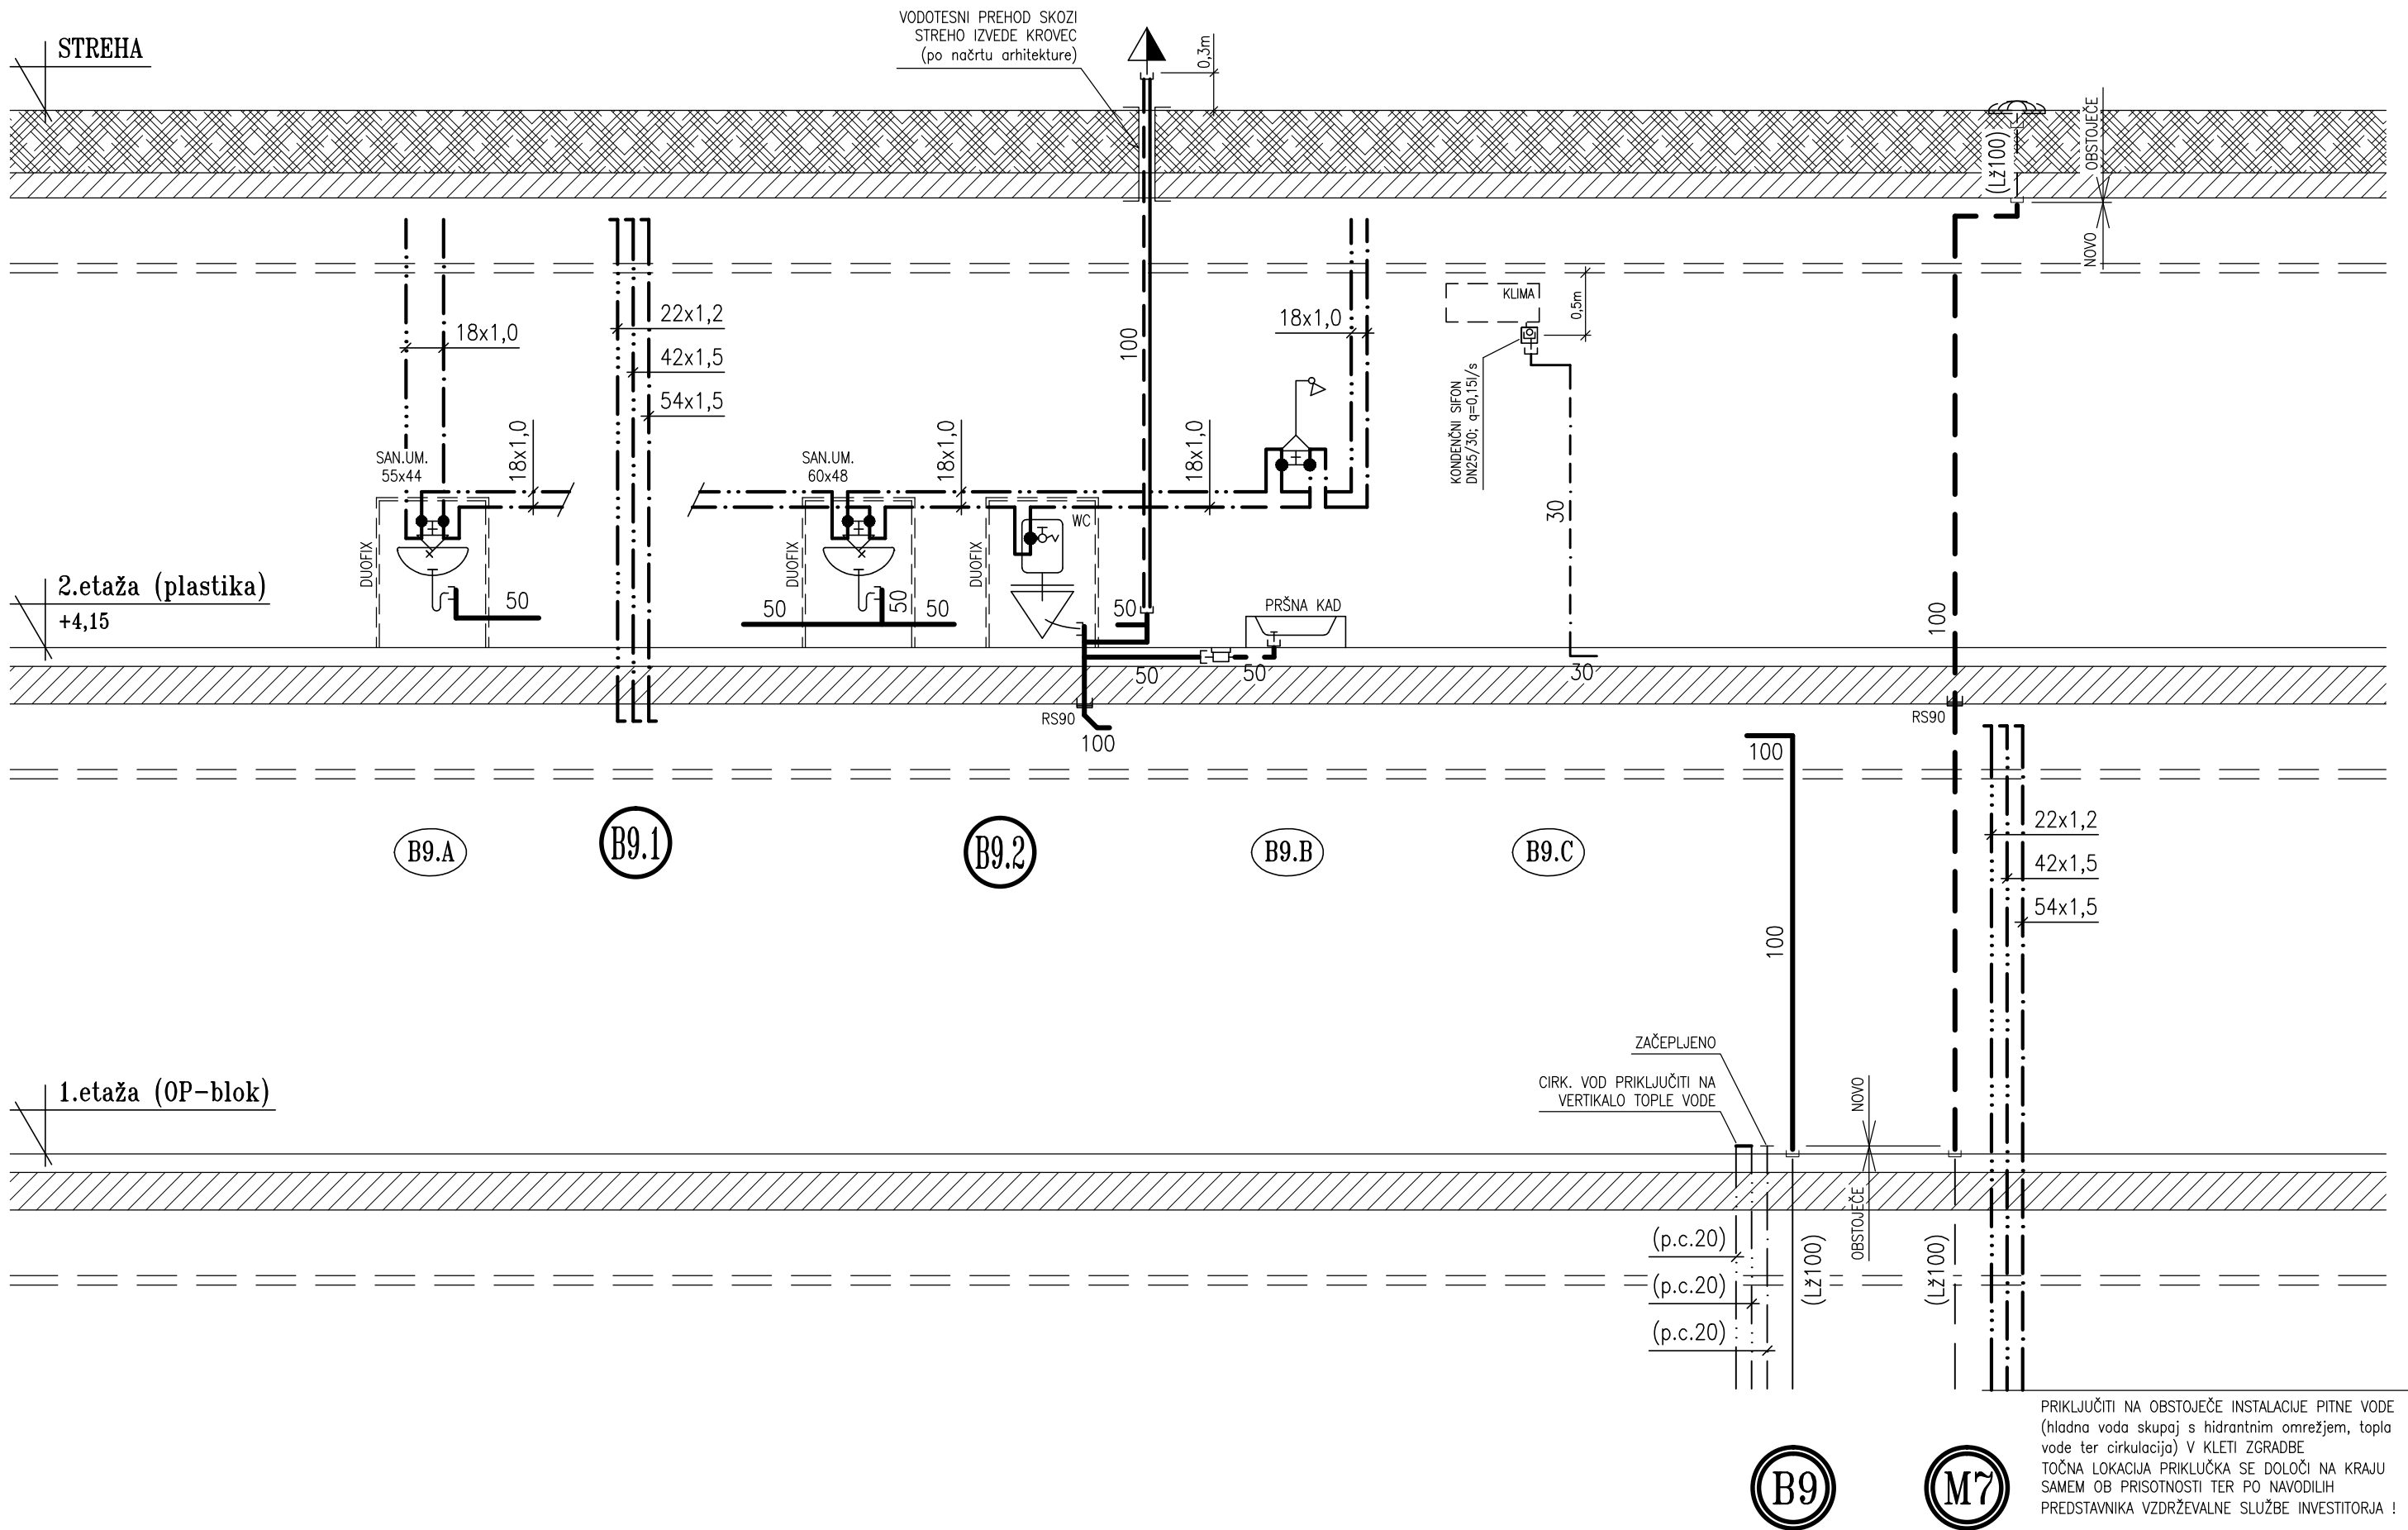 VODOTESNI PREHOD SKOZI
STREHO IZVEDE KROVEC
(po načrtu arhitekture)
0,3m
STREHA
(LŽ100)
OBSTOJEČE
NOVO
22x1,2
42x1,5
54x1,5
18x1,0
100
18x1,0
KLIMA
0,5m
KONDENČNI SIFON
DN25/30; q=0,15l/s
30
30
SAN.UM.
55x44
18x1,0
SAN.UM.
60x48
18x1,0
18x1,0
DUOFIX
DUOFIX
DUOFIX
WC
50
50
50
50
50
PRŠNA KAD
50
50
2.etaža (plastika)
+4,15
100
RS90
100
RS90
100
B9.A
B9.1
B9.2
B9.B
B9.C
22x1,2
42x1,5
54x1,5
100
ZAČEPLJENO
CIRK. VOD PRIKLJUČITI NA
VERTIKALO TOPLE VODE
NOVO
OBSTOJEČE
1.etaža (OP-blok)
(p.c.20)
(p.c.20)
(p.c.20)
(LŽ100)
(LŽ100)
B9
M7
PRIKLJUČITI NA OBSTOJEČE INSTALACIJE PITNE VODE
(hladna voda skupaj s hidrantnim omrežjem, topla
vode ter cirkulacija) V KLETI ZGRADBE
TOČNA LOKACIJA PRIKLUČKA SE DOLOČI NA KRAJU
SAMEM OB PRISOTNOSTI TER PO NAVODILIH
PREDSTAVNIKA VZDRŽEVALNE SLUŽBE INVESTITORJA !